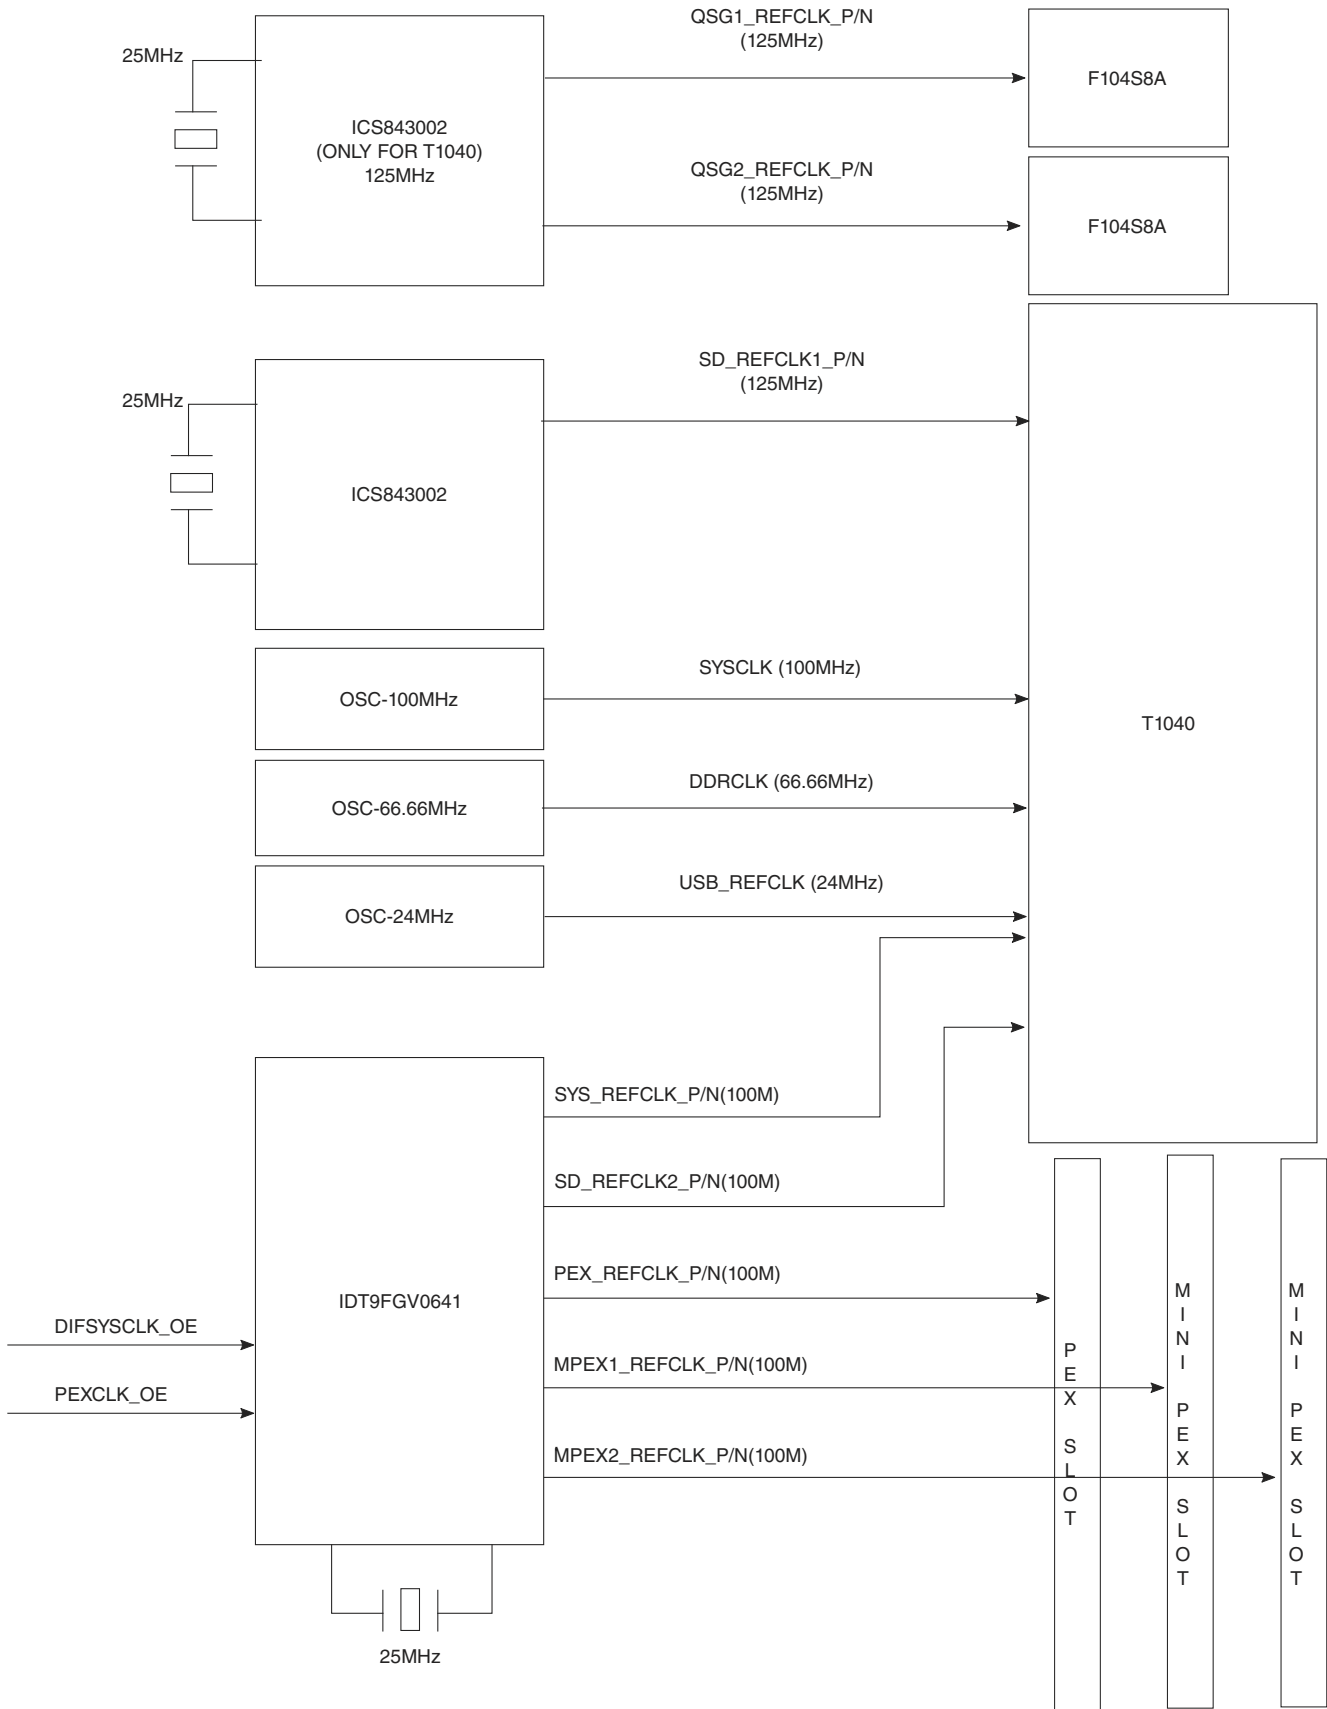 QSG1_REFCLK_P/N
(125MHz)
25MHz
F104S8A
ICS843002
(ONLY FOR T1040)
125MHz
QSG2_REFCLK_P/N
(125MHz)
F104S8A
SD_REFCLK1_P/N
(125MHz)
25MHz
ICS843002
SYSCLK (100MHz)
OSC-100MHz
T1040
DDRCLK (66.66MHz)
OSC-66.66MHz
USB_REFCLK (24MHz)
OSC-24MHz
SYS_REFCLK_P/N(100M)
SD_REFCLK2_P/N(100M)
PEX_REFCLK_P/N(100M)
IDT9FGV0641
DIFSYSCLK_OE
MPEX1_REFCLK_P/N(100M)
PEXCLK_OE
MPEX2_REFCLK_P/N(100M)
PEX SLOT
MINI PEX SLOT
MINI PEX SLOT
25MHz